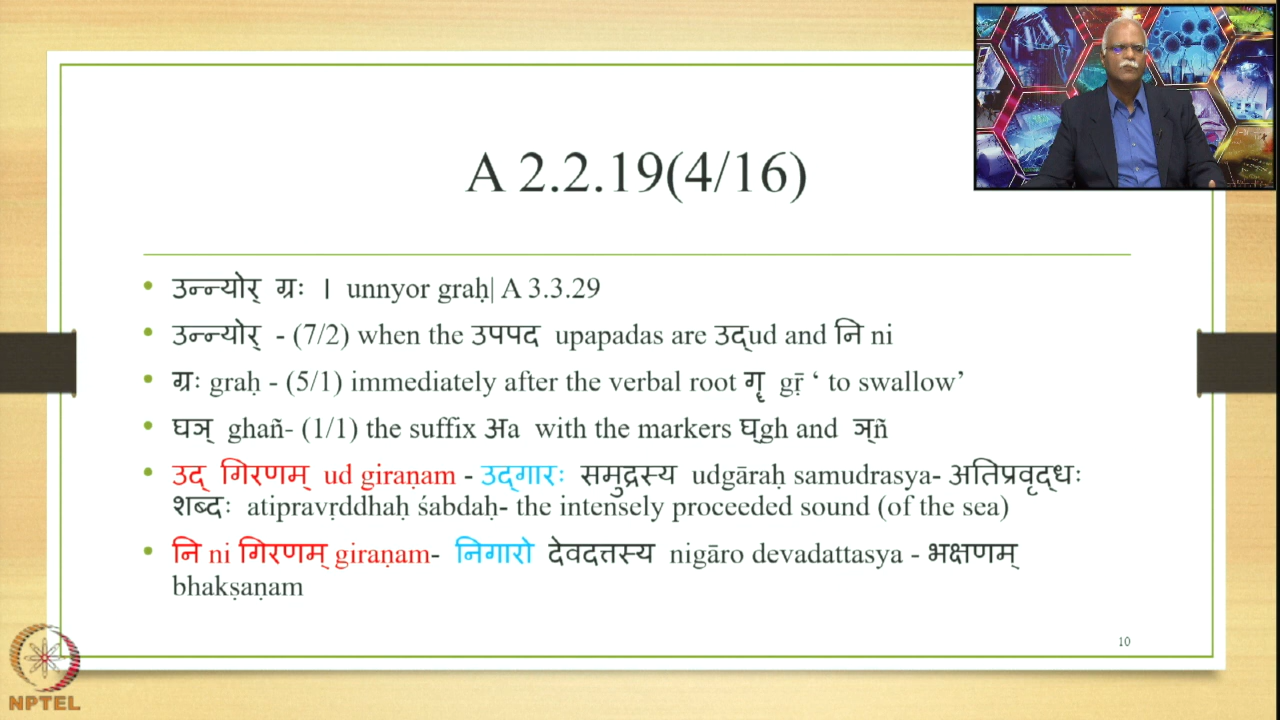 A 2.2.19(4/16)
• उन्न्योर् ग्रः । unnyor graḥ| A 3.3.29
• उन्न्योर् - (7/2) when the उपपद upapadas are उद् ud and नि ni
• ग्रः graḥ - (5/1) immediately after the verbal root गॄ gṝ ‘ to swallow’
• घञ् ghañ- (1/1) the suffix अa with the markers घ्gh and ञ्ñ
• उद् गिरणम् ud giraṇam - उद्गारः समुद्रस्य udgāraḥ samudrasya- अतिप्रवृद्धः
शब्दः atipravṛddhaḥ śabdaḥ- the intensely proceeded sound (of the sea)
• नि ni गिरणम् giraṇam- निगारो देवदत्तस्य nigāro devadattasya - भक्षणम्
bhakṣaṇam
10
NPTEL